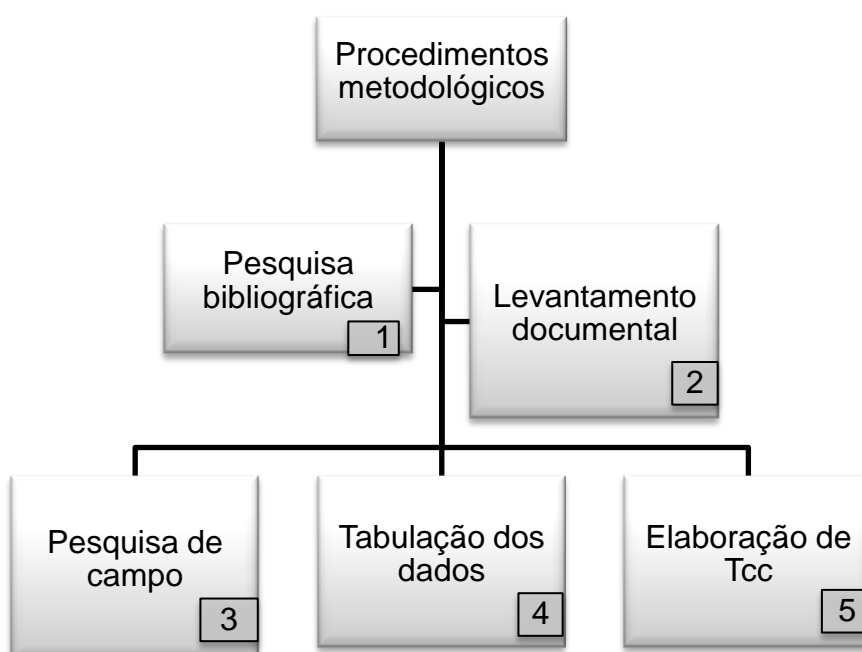 Procedimentos
metodológicos
Pesquisa
bibliográfica
1
Levantamento
documental
2
Pesquisa de
campo
3
Tabulação dos
dados
4
Elaboração de
Tcc
5